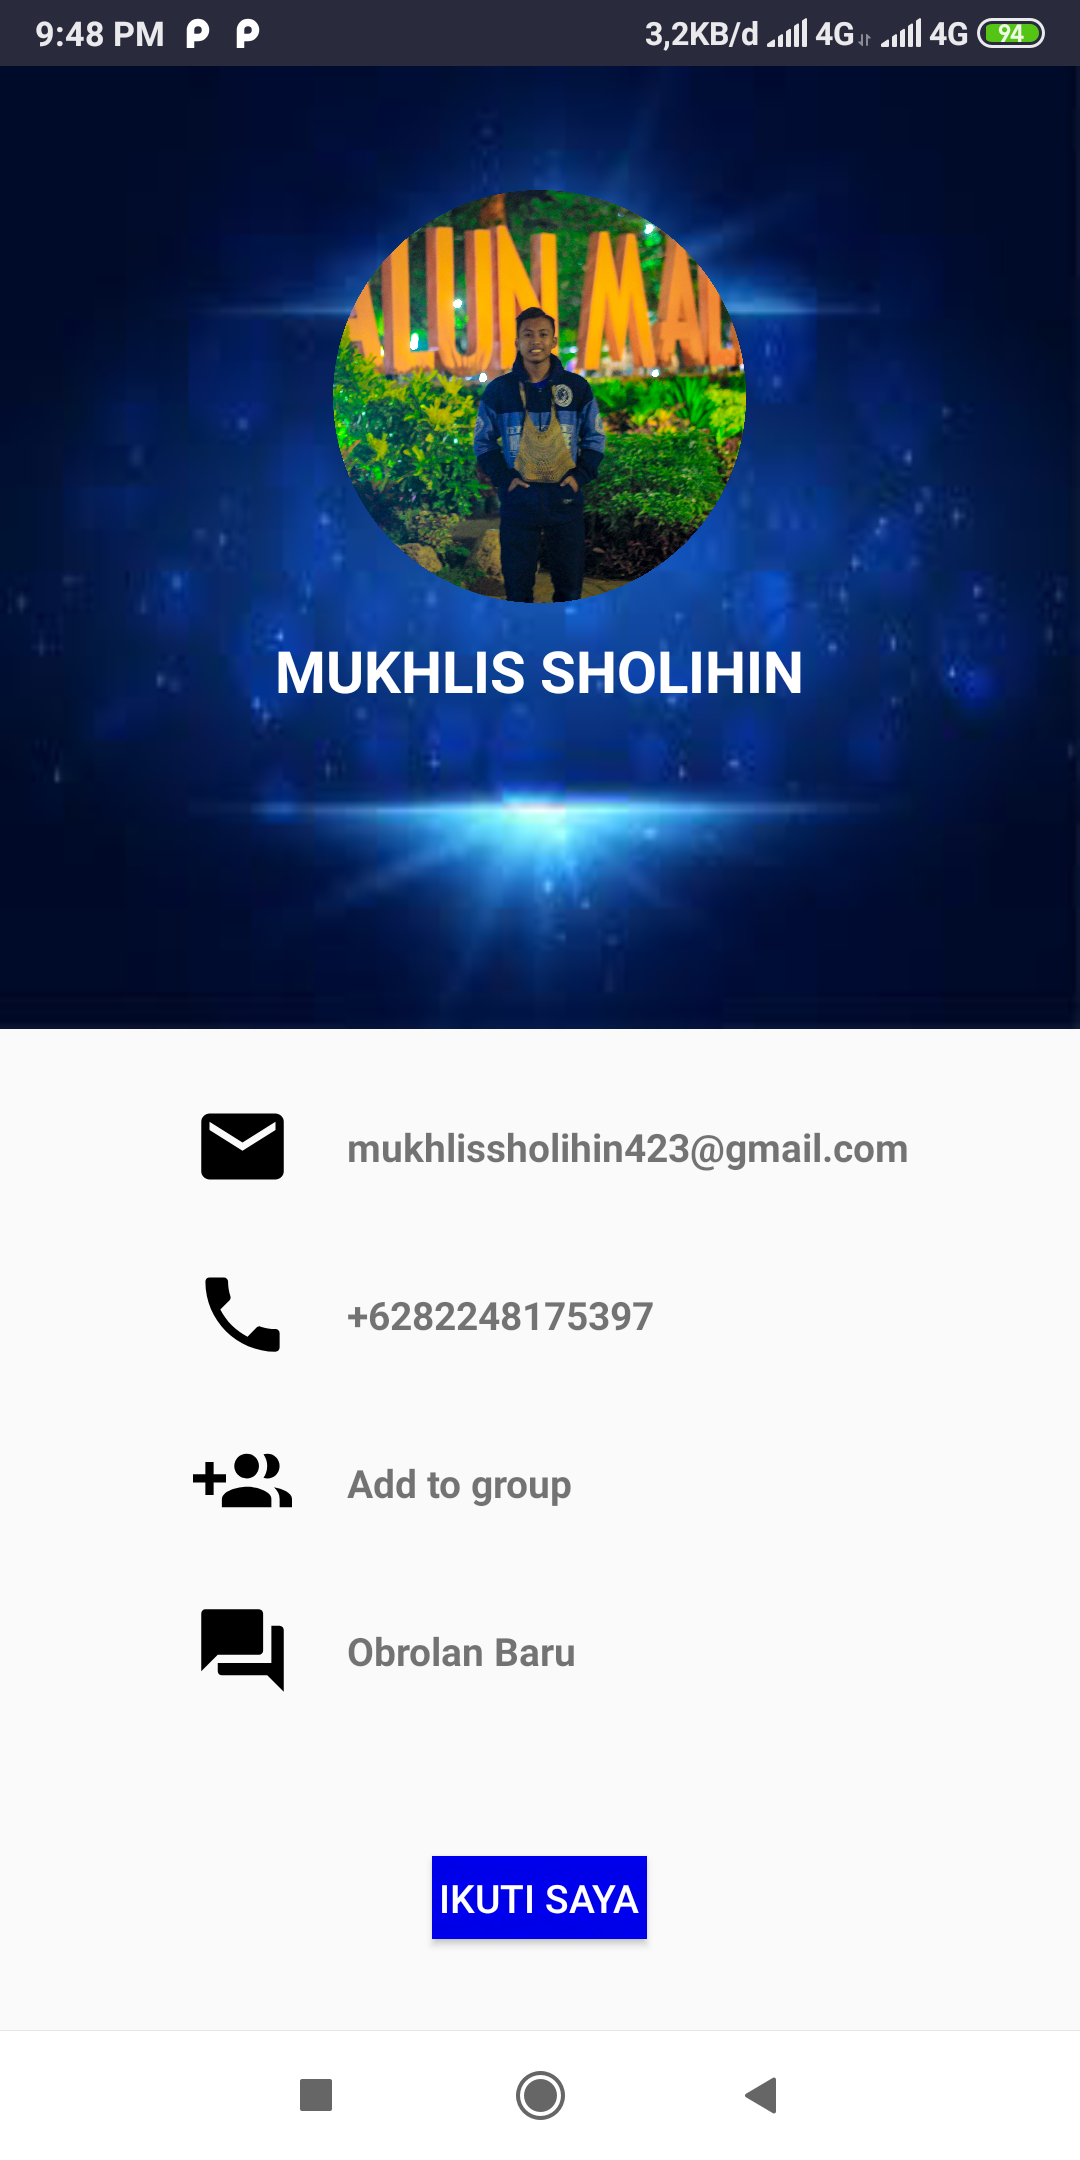 9:48 PM 3,2KB/d 4G 4G 94
ALUN MAL
MUKHLIS SHOLIHIN
mukhlissholihin423@gmail.com
+6282248175397
Add to group
Obrolan Baru
IKUTI SAYA